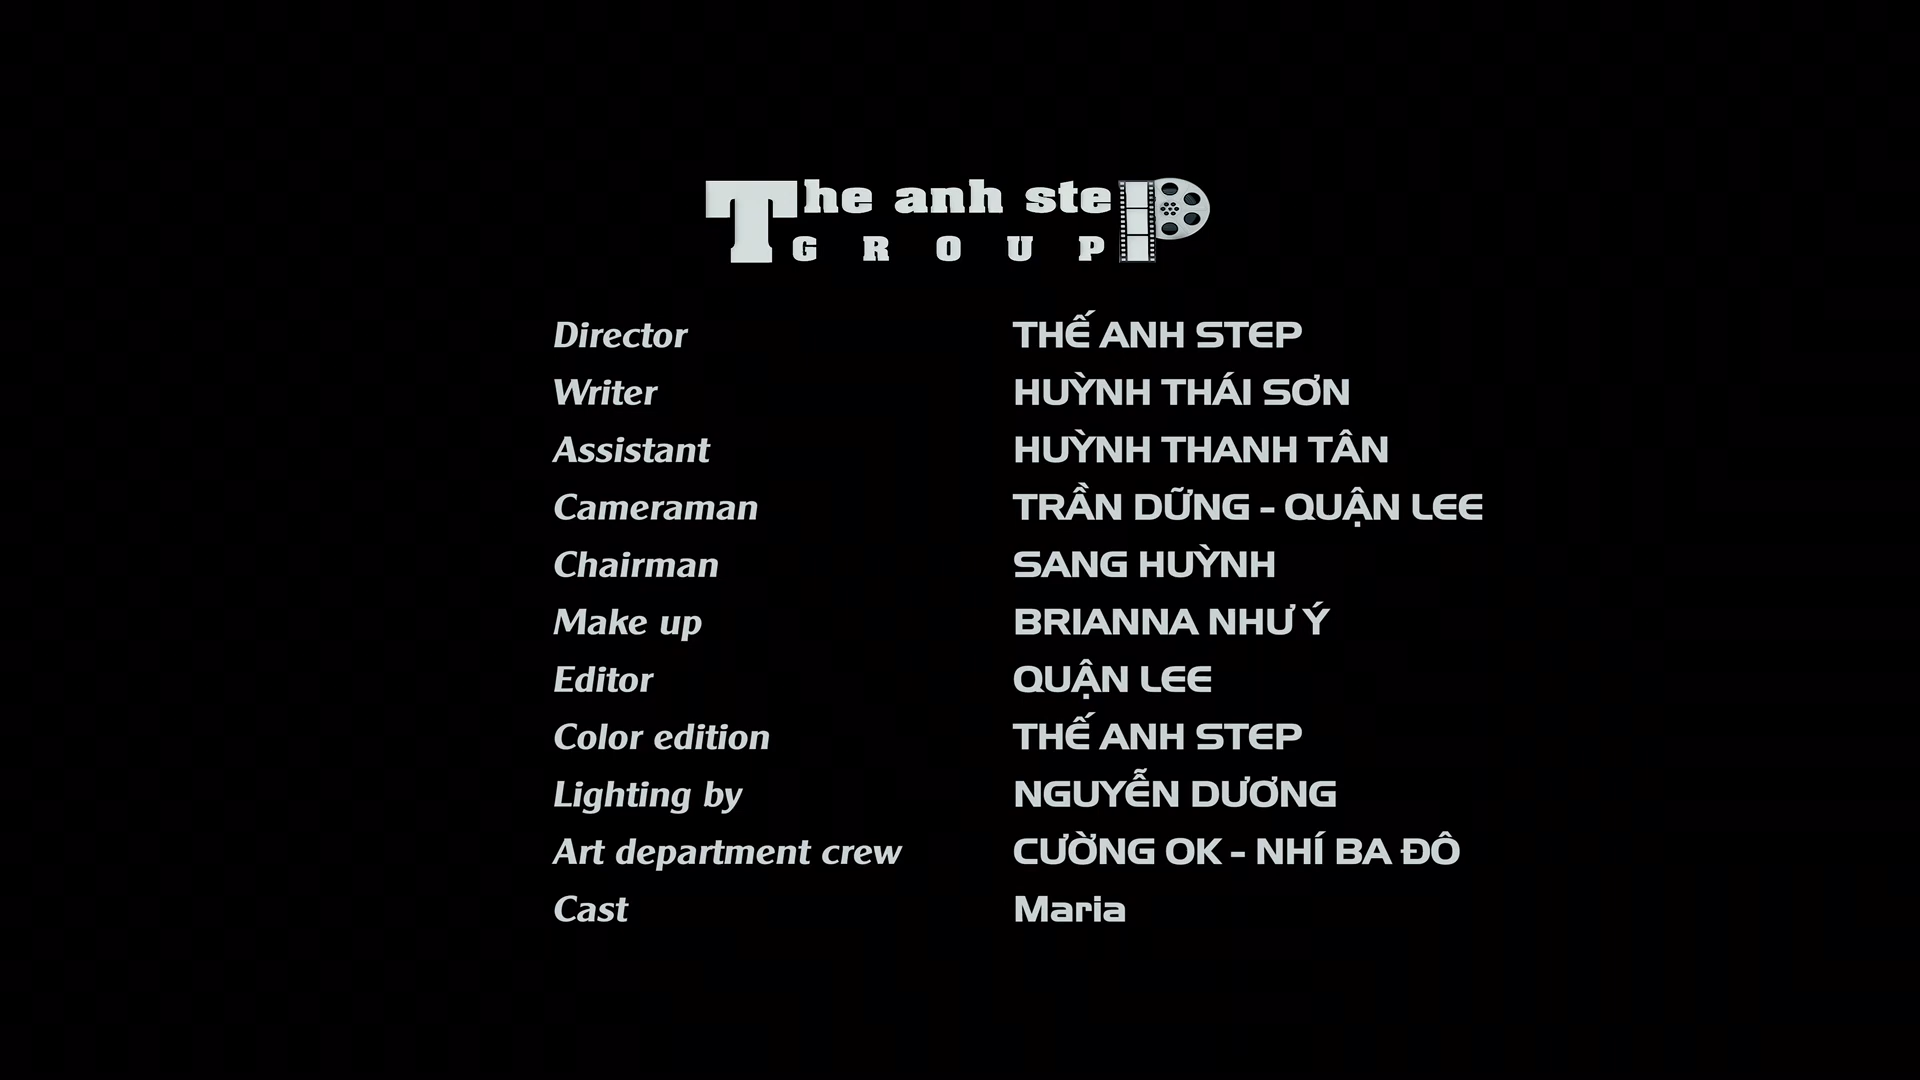 The anh step
GROUP
Director THẾ ANH STEP
Writer HUỲNH THÁI SƠN
Assistant HUỲNH THANH TÂN
Cameraman TRẦN DỮNG - QUẬN LEE
Chairman SANG HUỲNH
Make up BRIANNA NHƯ Ý
Editor QUẬN LEE
Color edition THẾ ANH STEP
Lighting by NGUYỄN DƯƠNG
Art department crew CƯỜNG OK - NHÍ BA ĐÔ
Cast Maria